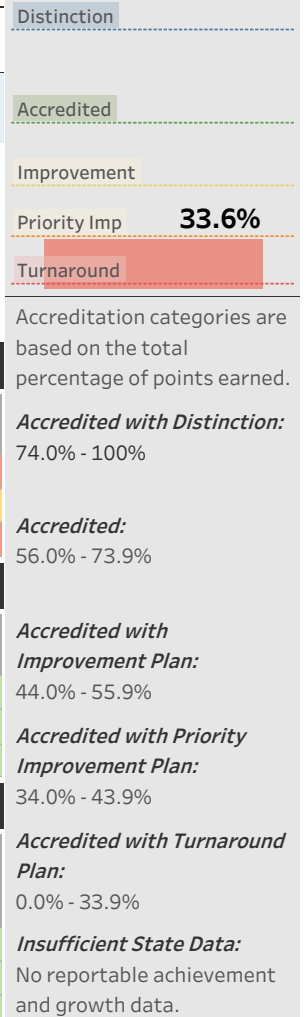 Distinction
Accredited
Improvement
Priority Imp 33.6%
Turnaround
Accreditation categories are
based on the total
percentage of points earned.
Accredited with Distinction:
74.0% - 100%
Accredited:
56.0% - 73.9%
Accredited with
Improvement Plan:
44.0% - 55.9%
Accredited with Priority
Improvement Plan:
34.0% - 43.9%
Accredited with Turnaround
Plan:
0.0% - 33.9%
Insufficient State Data:
No reportable achievement
and growth data.